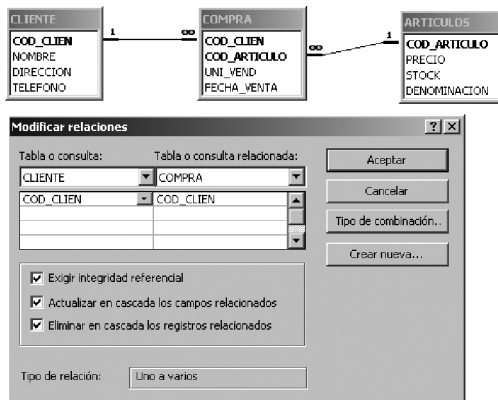 CLIENTE
COD_CLIEN
NOMBRE
DIRECCION
TELEFONO
1
∞
COMPRA
COD_CLIEN
COD_ARTICULO
UNI_VEND
FECHA_VENTA
∞
1
ARTICULOS
COD_ARTICULO
PRECIO
STOCK
DENOMINACION
Modificar relaciones
Tabla o consulta: Tabla o consulta relacionada:
CLIENTE COMPRA
COD_CLIEN COD_CLIEN
Aceptar
Cancelar
Tipo de combinación..
Crear nueva...
Exigir integridad referencial
Actualizar en cascada los campos relacionados
Eliminar en cascada los registros relacionados
Tipo de relación: Uno a varios